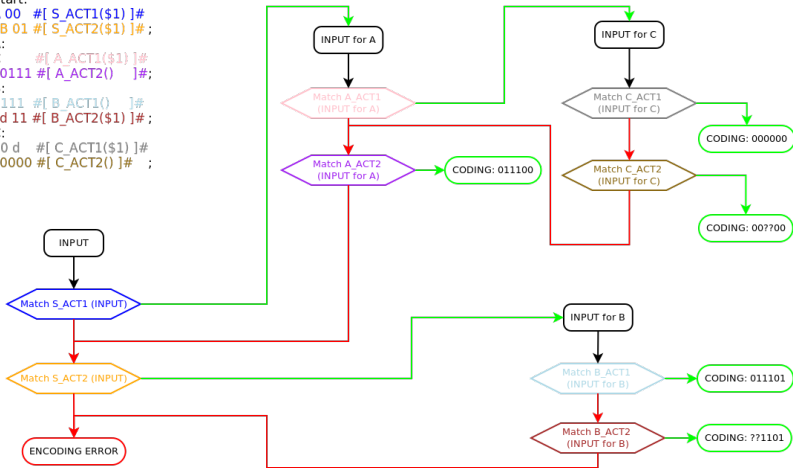 tart:
00 #[ S_ACT1($1) ]#
B 01 #[ S_ACT2($1) ]# ;
#[ A_ACT1($1) ]#
0111 #[ A_ACT2() ]#;
111 #[ B_ACT1() ]#
d 11 #[ B_ACT2($1) ]# ;
0 d #[ C_ACT1($1) ]#
0000 #[ C_ACT2() ]# ;
INPUT for A
INPUT for C
Match A_ACT1
(INPUT for A)
Match C_ACT1
(INPUT for C)
CODING: 000000
Match A_ACT2
(INPUT for A)
CODING: 011100
Match C_ACT2
(INPUT for C)
CODING: 00??00
INPUT
Match S_ACT1 (INPUT)
INPUT for B
Match S_ACT2 (INPUT)
Match B_ACT1
(INPUT for B)
CODING: 011101
ENCODING ERROR
Match B_ACT2
(INPUT for B)
CODING: ??1101